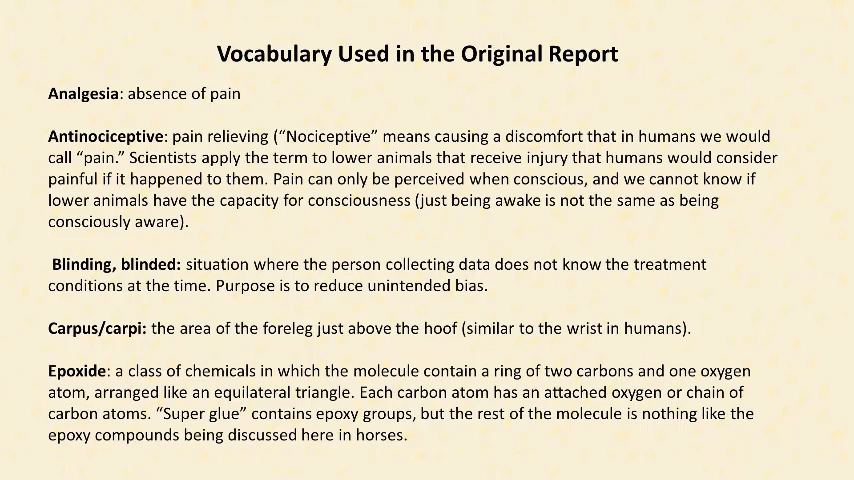 Vocabulary Used in the Original Report
Analgesia: absence of pain
Antinociceptive: pain relieving (“Nociceptive” means causing a discomfort that in humans we would
call “pain.” Scientists apply the term to lower animals that receive injury that humans would consider
painful if it happened to them. Pain can only be perceived when conscious, and we cannot know if
lower animals have the capacity for consciousness (just being awake is not the same as being
consciously aware).
Blinding, blinded: situation where the person collecting data does not know the treatment
conditions at the time. Purpose is to reduce unintended bias.
Carpus/carpi: the area of the foreleg just above the hoof (similar to the wrist in humans).
Epoxide: a class of chemicals in which the molecule contain a ring of two carbons and one oxygen
atom, arranged like an equilateral triangle. Each carbon atom has an attached oxygen or chain of
carbon atoms. “Super glue” contains epoxy groups, but the rest of the molecule is nothing like the
epoxy compounds being discussed here in horses.